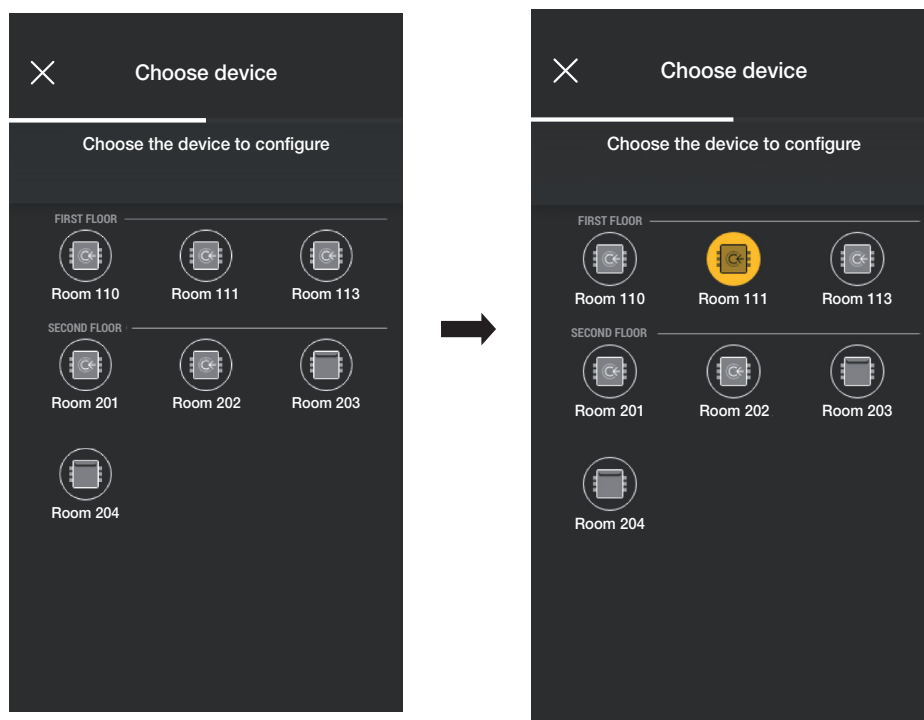 Choose device
Choose the device to configure
FIRST FLOOR
Room 110 Room 111 Room 113
SECOND FLOOR
Room 201 Room 202 Room 203
Room 204
Choose device
Choose the device to configure
FIRST FLOOR
Room 110 Room 111 Room 113
SECOND FLOOR
Room 201 Room 202 Room 203
Room 204